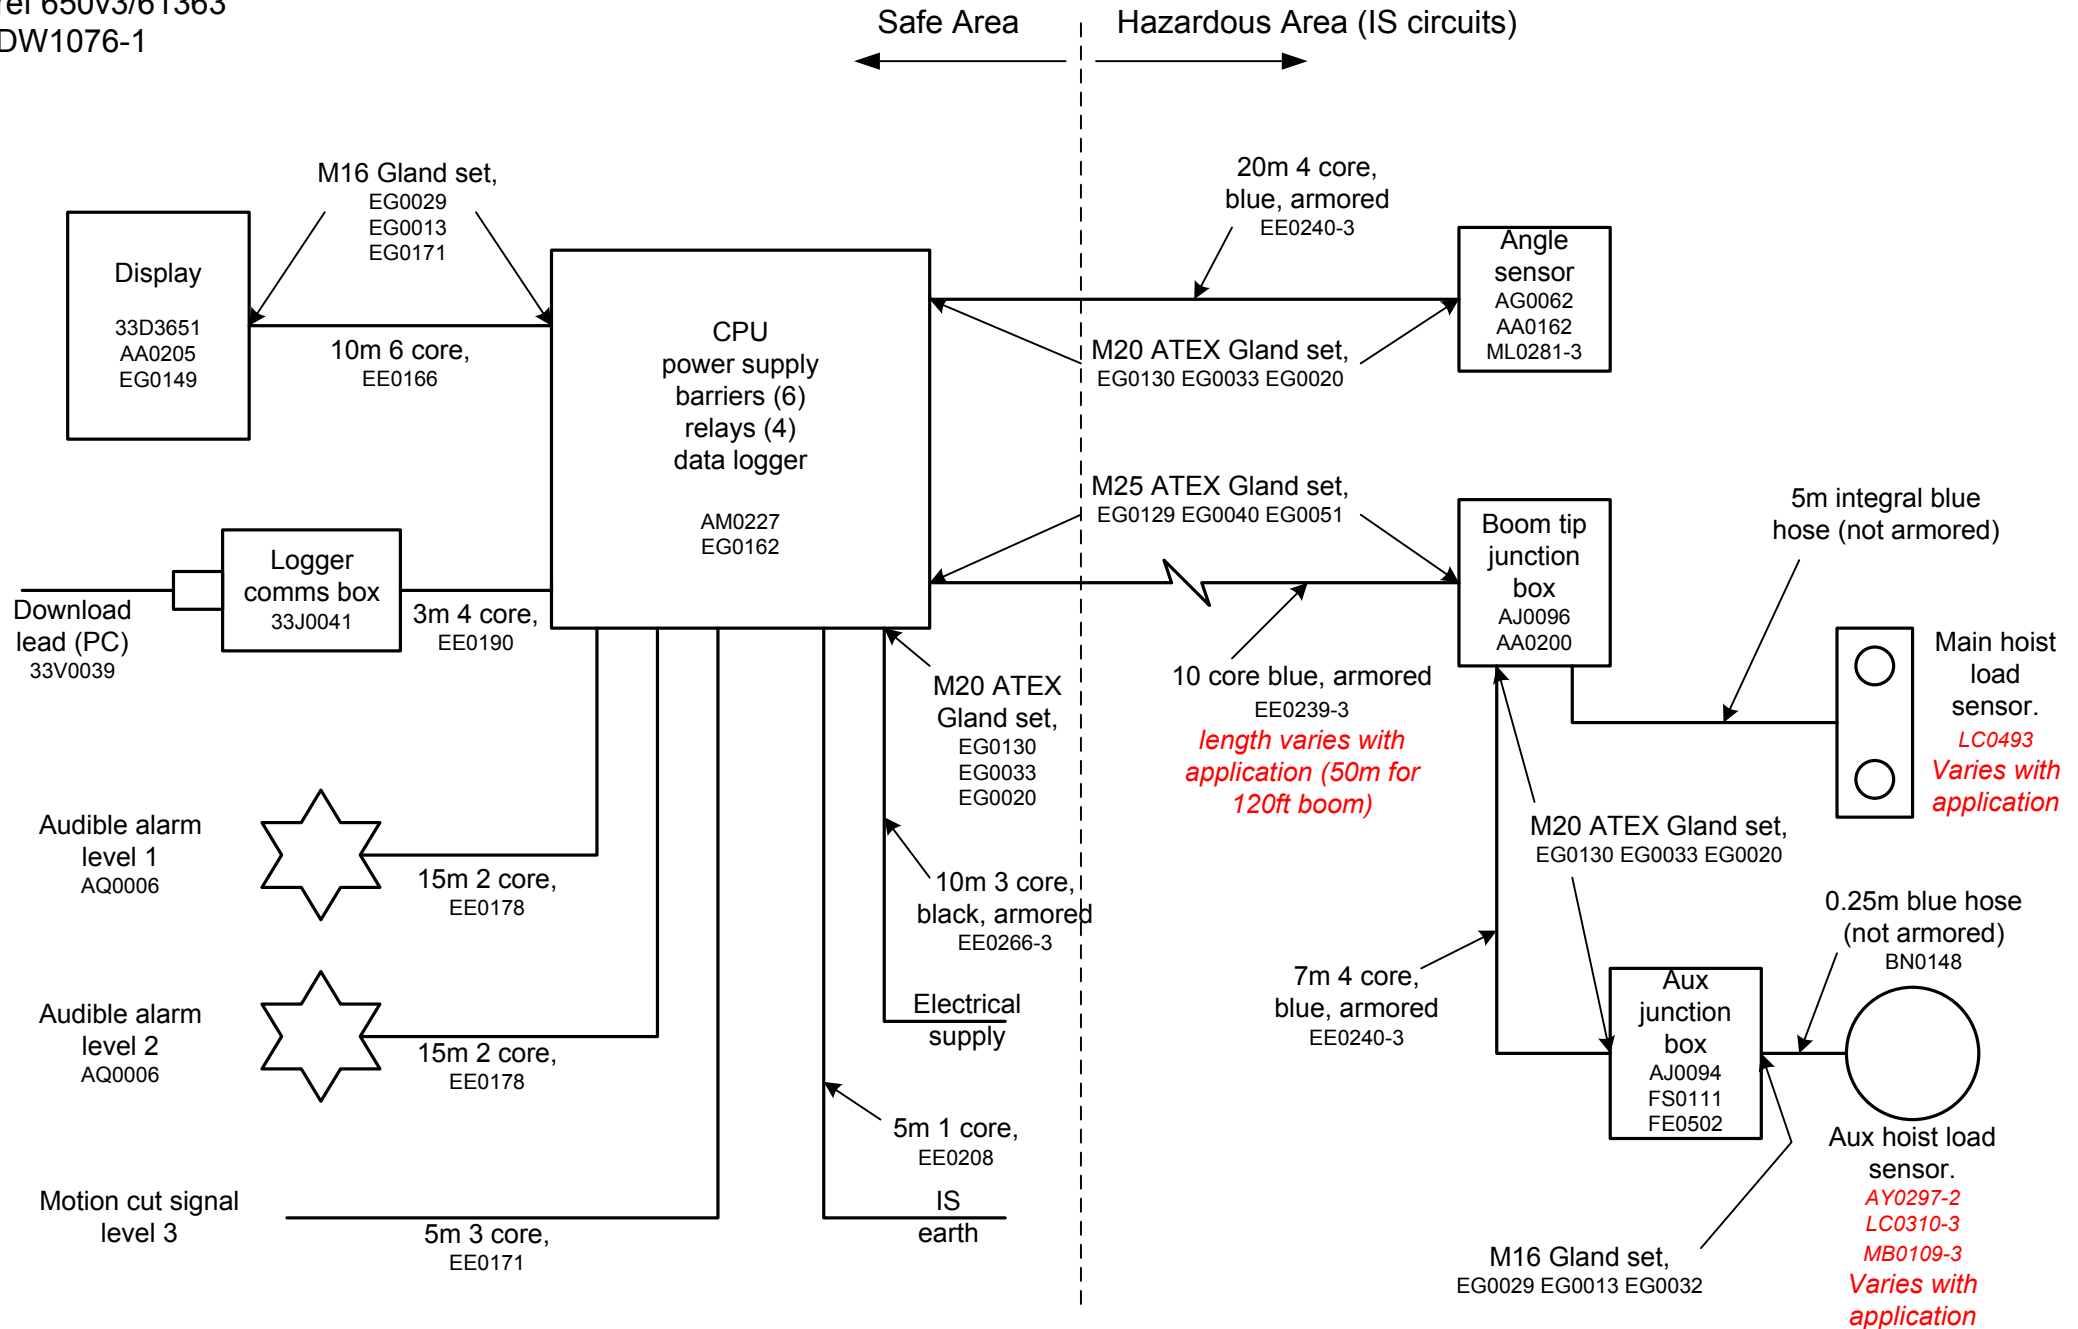 ref 650v3/61363
DW1076-1
Safe Area
Hazardous Area (IS circuits)
M16 Gland set,
EG0029
EG0013
EG0171
Display
33D3651
AA0205
EG0149
10m 6 core,
EE0166
CPU
power supply
barriers (6)
relays (4)
data logger
AM0227
EG0162
20m 4 core,
blue, armored
EE0240-3
Angle
sensor
AG0062
AA0162
ML0281-3
M20 ATEX Gland set,
EG0130 EG0033 EG0020
M25 ATEX Gland set,
EG0129 EG0040 EG0051
Boom tip
junction
box
AJ0096
AA0200
5m integral blue
hose (not armored)
Logger
comms box
33J0041
Download
lead (PC)
33V0039
3m 4 core,
EE0190
M20 ATEX
Gland set,
EG0130
EG0033
EG0020
10 core blue, armored
EE0239-3
length varies with
application (50m for
120ft boom)
Main hoist
load
sensor.
LC0493
Varies with
application
Audible alarm
level 1
AQ0006
15m 2 core,
EE0178
10m 3 core,
black, armored
EE0266-3
M20 ATEX Gland set,
EG0130 EG0033 EG0020
0.25m blue hose
(not armored)
BN0148
Audible alarm
level 2
AQ0006
15m 2 core,
EE0178
Electrical
supply
7m 4 core,
blue, armored
EE0240-3
Aux
junction
box
AJ0094
FS0111
FE0502
5m 1 core,
EE0208
Aux hoist load
sensor.
AY0297-2
LC0310-3
MB0109-3
Varies with
application
Motion cut signal
level 3
5m 3 core,
EE0171
IS
earth
M16 Gland set,
EG0029 EG0013 EG0032